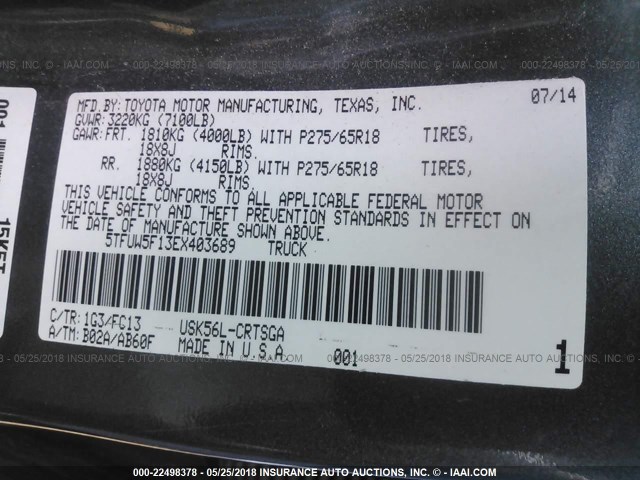 MFD.BY:TOYOTA MOTOR MANUFACTURING, TEXAS, INC. 07/14
GVWR:3220KG (7100LB)
GAWR:FRT. 1810KG (4000LB) WITH P275/65R18 TIRES,
18X8J RIMS.
RR. 1880KG (4150LB) WITH P275/65R18 TIRES,
18X8J RIMS.
THIS VEHICLE CONFORMS TO ALL APPLICABLE FEDERAL MOTOR
VEHICLE SAFETY AND THEFT PREVENTION STANDARDS IN EFFECT ON
THE DATE OF MANUFACTURE SHOWN ABOVE.
5TFUW5F13EX403689 TRUCK
C/TR:1G3/FC13 USK56L-CRTSGA
A/TM:B02A/AB60F MADE IN U.S.A 001 1
001
000-22498378 - 05/25/2018 INSURANCE AUCTIONS, INC. - IAAI.COM